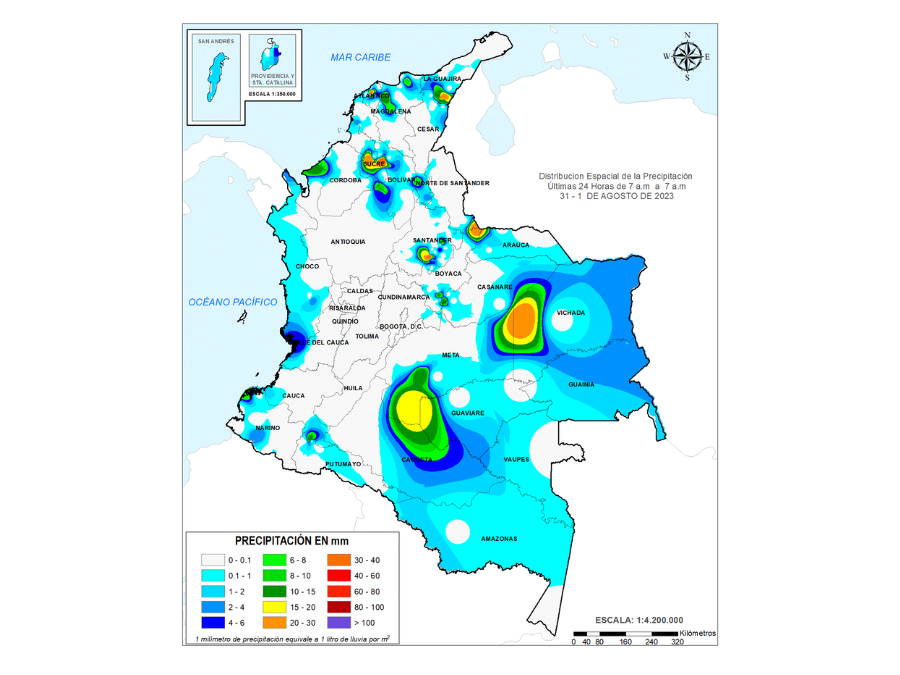 SAN ANDRÉS
PROVIDENCIA Y
STA. CATALINA
ESCALA 1:350.000
MAR CARIBE
N
W
E
S
LA GUAJIRA
MAGDALENA
CESAR
SUCRE
CORDOBA
BOLIVAR
NORTE DE SANTANDER
Distribucion Espacial de la Precipitación
Últimas 24 Horas de 7 a.m a 7 a.m
31 - 1 DE AGOSTO DE 2023
ANTIOQUIA
SANTANDER
ARAUCA
CHOCO
BOYACA
CASANARE
CALDAS
CUNDINAMARCA
OCÉANO PACÍFICO
RISARALDA
VICHADA
QUINDIO
BOGOTA, D.C.
TOLIMA
DEL CAUCA
META
GUAINIA
HUILA
CAUCA
GUAVIARE
NARIÑO
PUTUMAYO
CAQUETA
VAUPES
AMAZONAS
PRECIPITACIÓN EN mm
0 - 0.1
6 - 8
30 - 40
0.1 - 1
8 - 10
40 - 60
1 - 2
10 - 15
60 - 80
2 - 4
15 - 20
80 - 100
4 - 6
20 - 30
> 100
1 milimetro de precipitación equivale a 1 litro de lluvia por m²
ESCALA: 1:4.200.000
Kilómetros
0 40 80 160 240 320